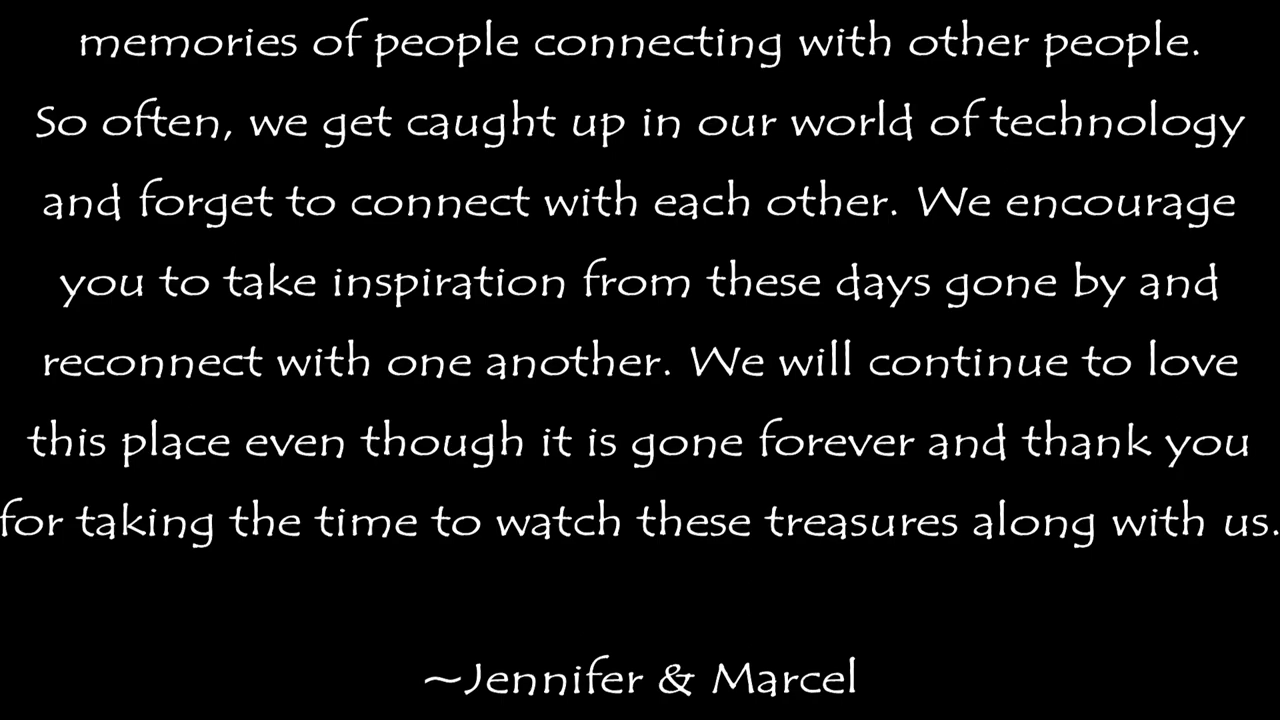 memories of people connecting with other people.
So often, we get caught up in our world of technology
and forget to connect with each other. We encourage
you to take inspiration from these days gone by and
reconnect with one another. We will continue to love
this place even though it is gone forever and thank you
for taking the time to watch these treasures along with us.
~Jennifer & Marcel